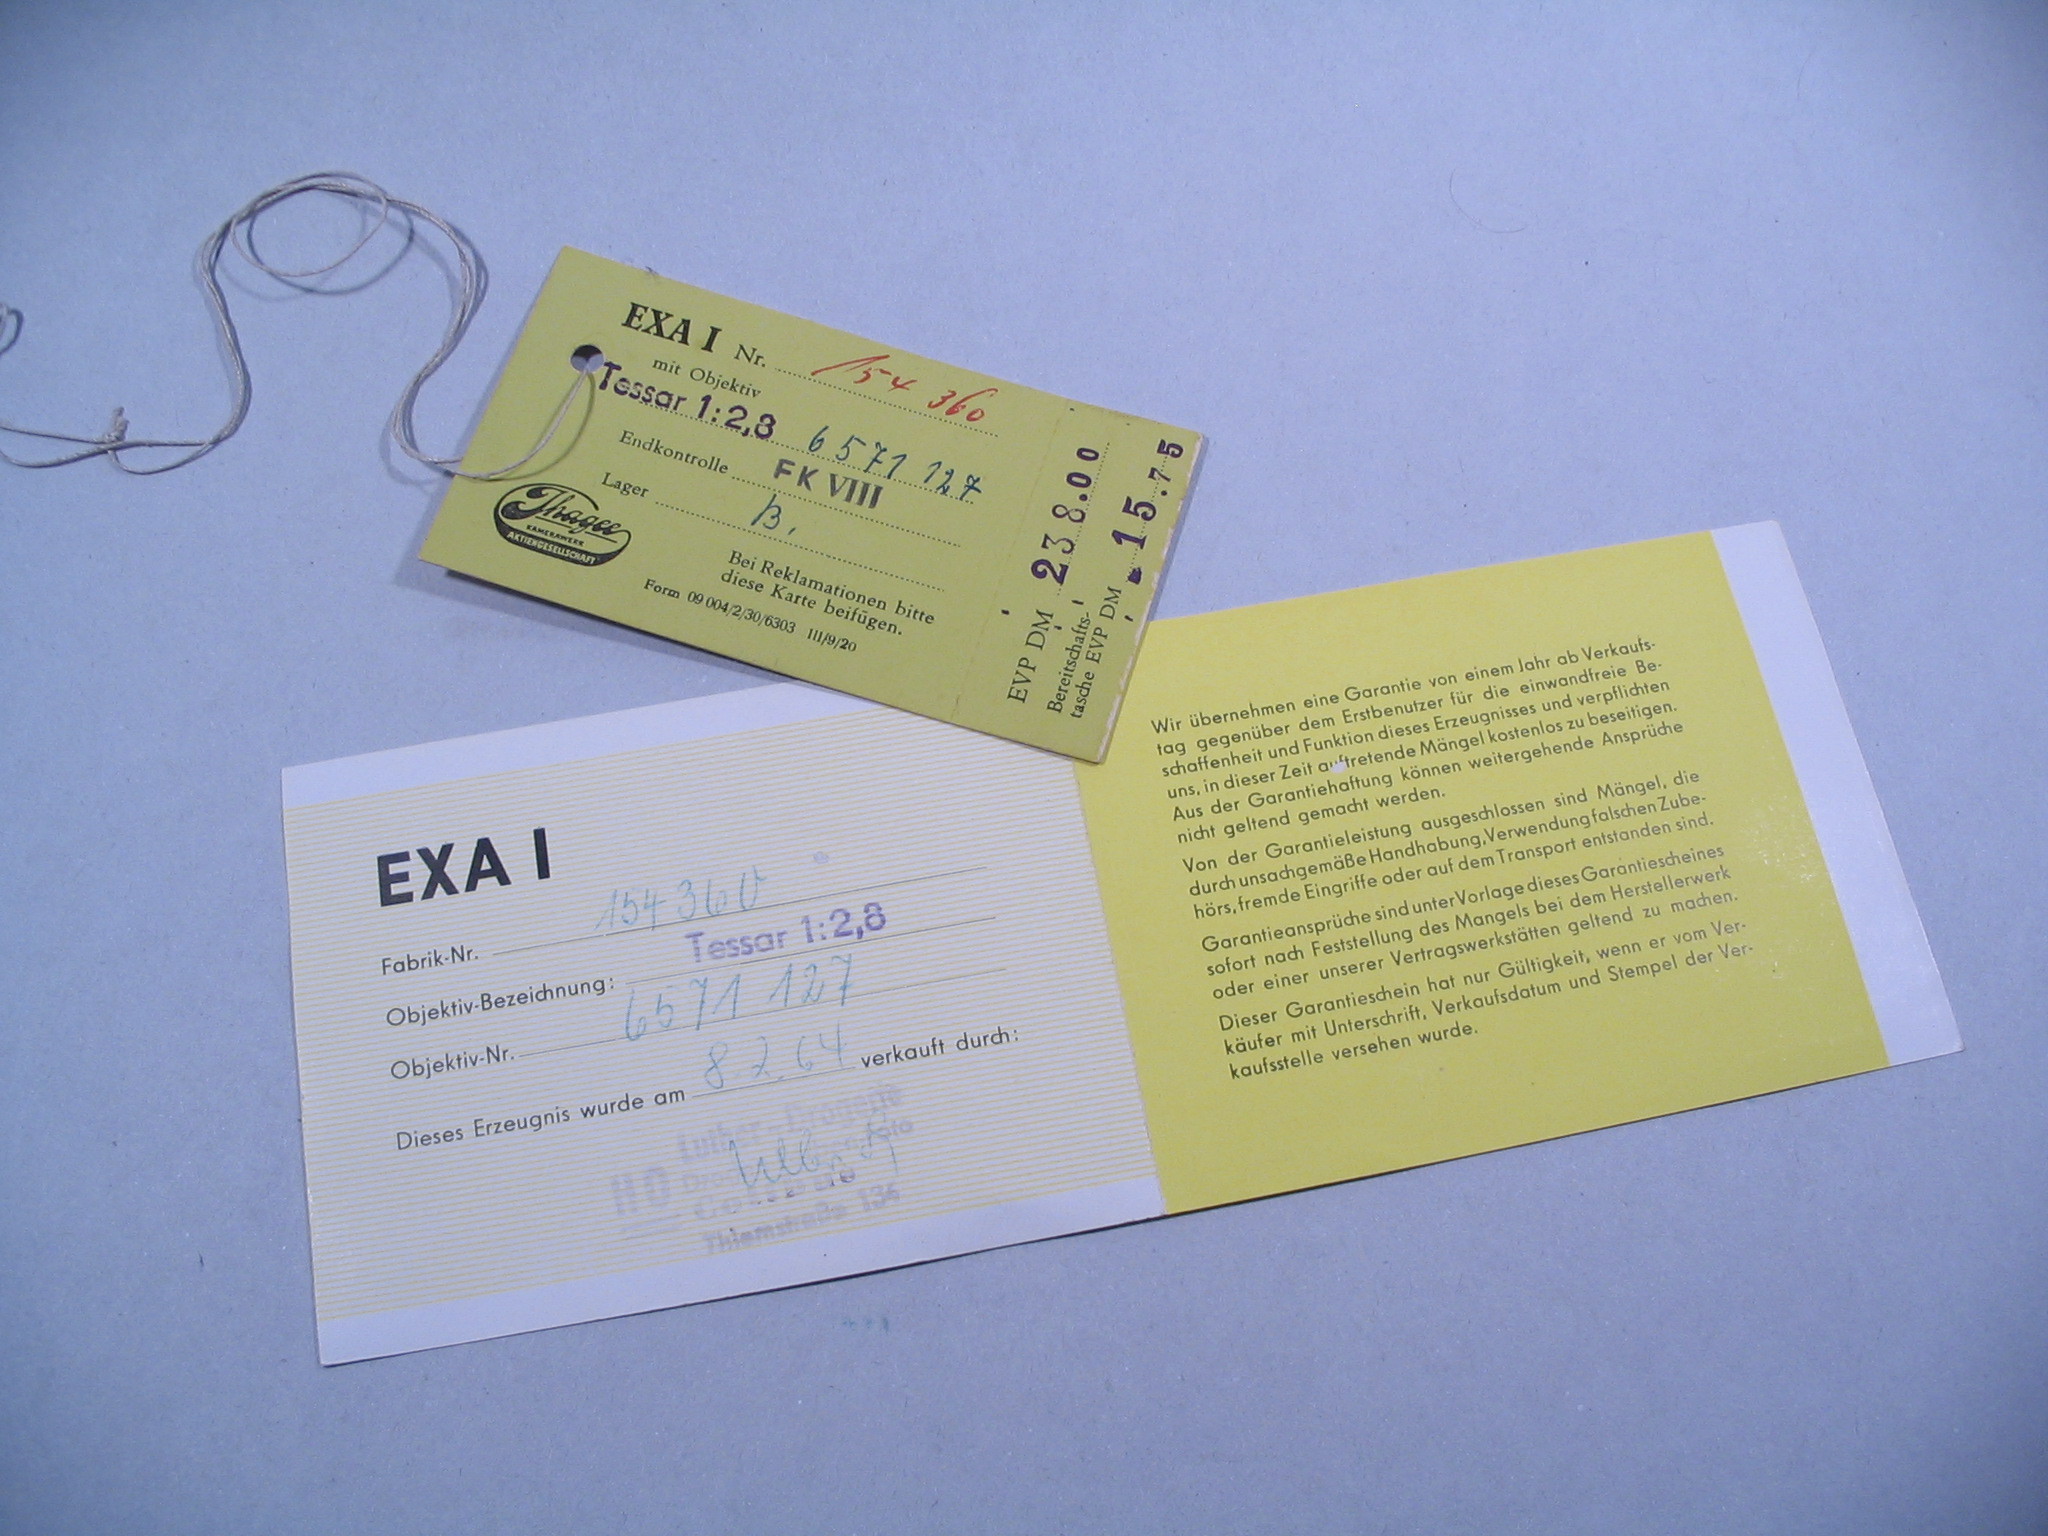 EXA I Nr. 154 360
mit Objektiv
Tessar 1:2,8 6571 127
Endkontrolle FK VIII
Lager B.
Ihagee
KAMERAWERK
AKTIENGESELLSCHAFT
Bei Reklamationen bitte
diese Karte beifügen.
Form 09 004/2/30/6303 III/9/20
EVP DM 238.00
Bereitschafts-
tasche EVP DM 15.75
EXA I
Fabrik-Nr. 154360
Objektiv-Bezeichnung: Tessar 1:2,8
Objektiv-Nr. 6571 127
Dieses Erzeugnis wurde am 8.2.64 verkauft durch:
Luther-Drogerie
HO
Thiemstraße 136
Wir übernehmen eine Garantie von einem Jahr ab Verkaufs-
tag gegenüber dem Erstbenutzer für die einwandfreie Be-
schaffenheit und Funktion dieses Erzeugnisses und verpflichten
uns, in dieser Zeit auftretende Mängel kostenlos zu beseitigen.
Aus der Garantiehaftung können weitergehende Ansprüche
nicht geltend gemacht werden.
Von der Garantieleistung ausgeschlossen sind Mängel, die
durch unsachgemäße Handhabung, Verwendung falschen Zube-
hörs, fremde Eingriffe oder auf dem Transport entstanden sind.
Garantieansprüche sind unter Vorlage dieses Garantiescheines
sofort nach Feststellung des Mangels bei dem Herstellerwerk
oder einer unserer Vertragswerkstätten geltend zu machen.
Dieser Garantieschein hat nur Gültigkeit, wenn er vom Ver-
käufer mit Unterschrift, Verkaufsdatum und Stempel der Ver-
kaufsstelle versehen wurde.